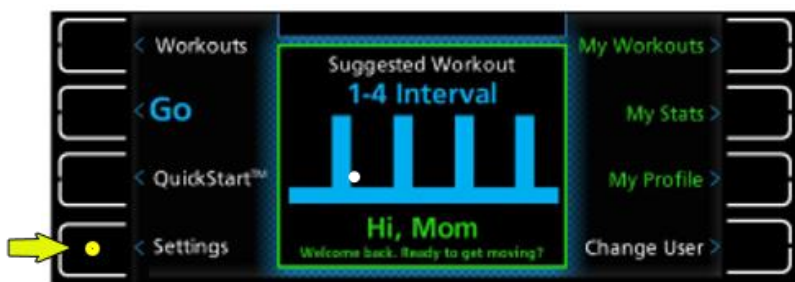 Workouts
Go
QuickStart™
Settings
Suggested Workout
1-4 Interval
Hi, Mom
Welcome back. Ready to get moving?
My Workouts
My Stats
My Profile
Change User